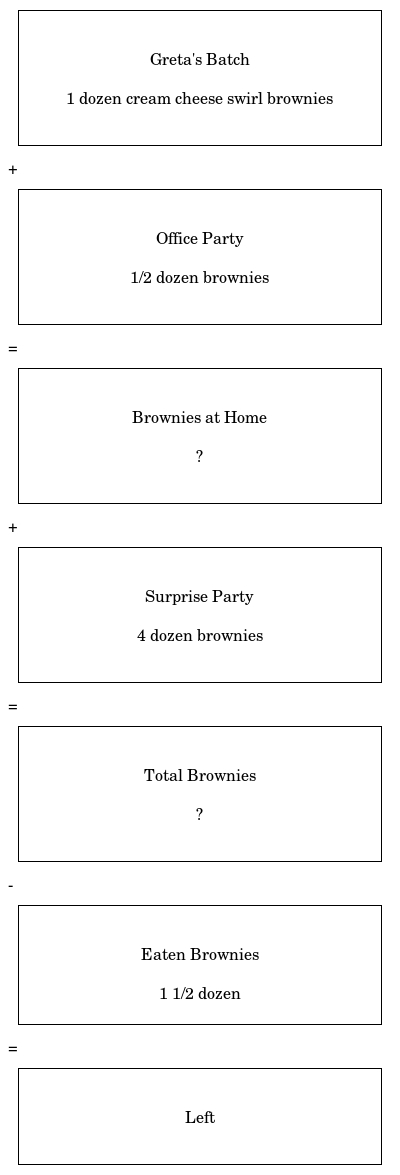 Greta's Batch
1 dozen cream cheese swirl brownies
+
Office Party
1/2 dozen brownies
=
Brownies at Home
?
+
Surprise Party
4 dozen brownies
=
Total Brownies
?
-
Eaten Brownies
1 1/2 dozen
=
Left